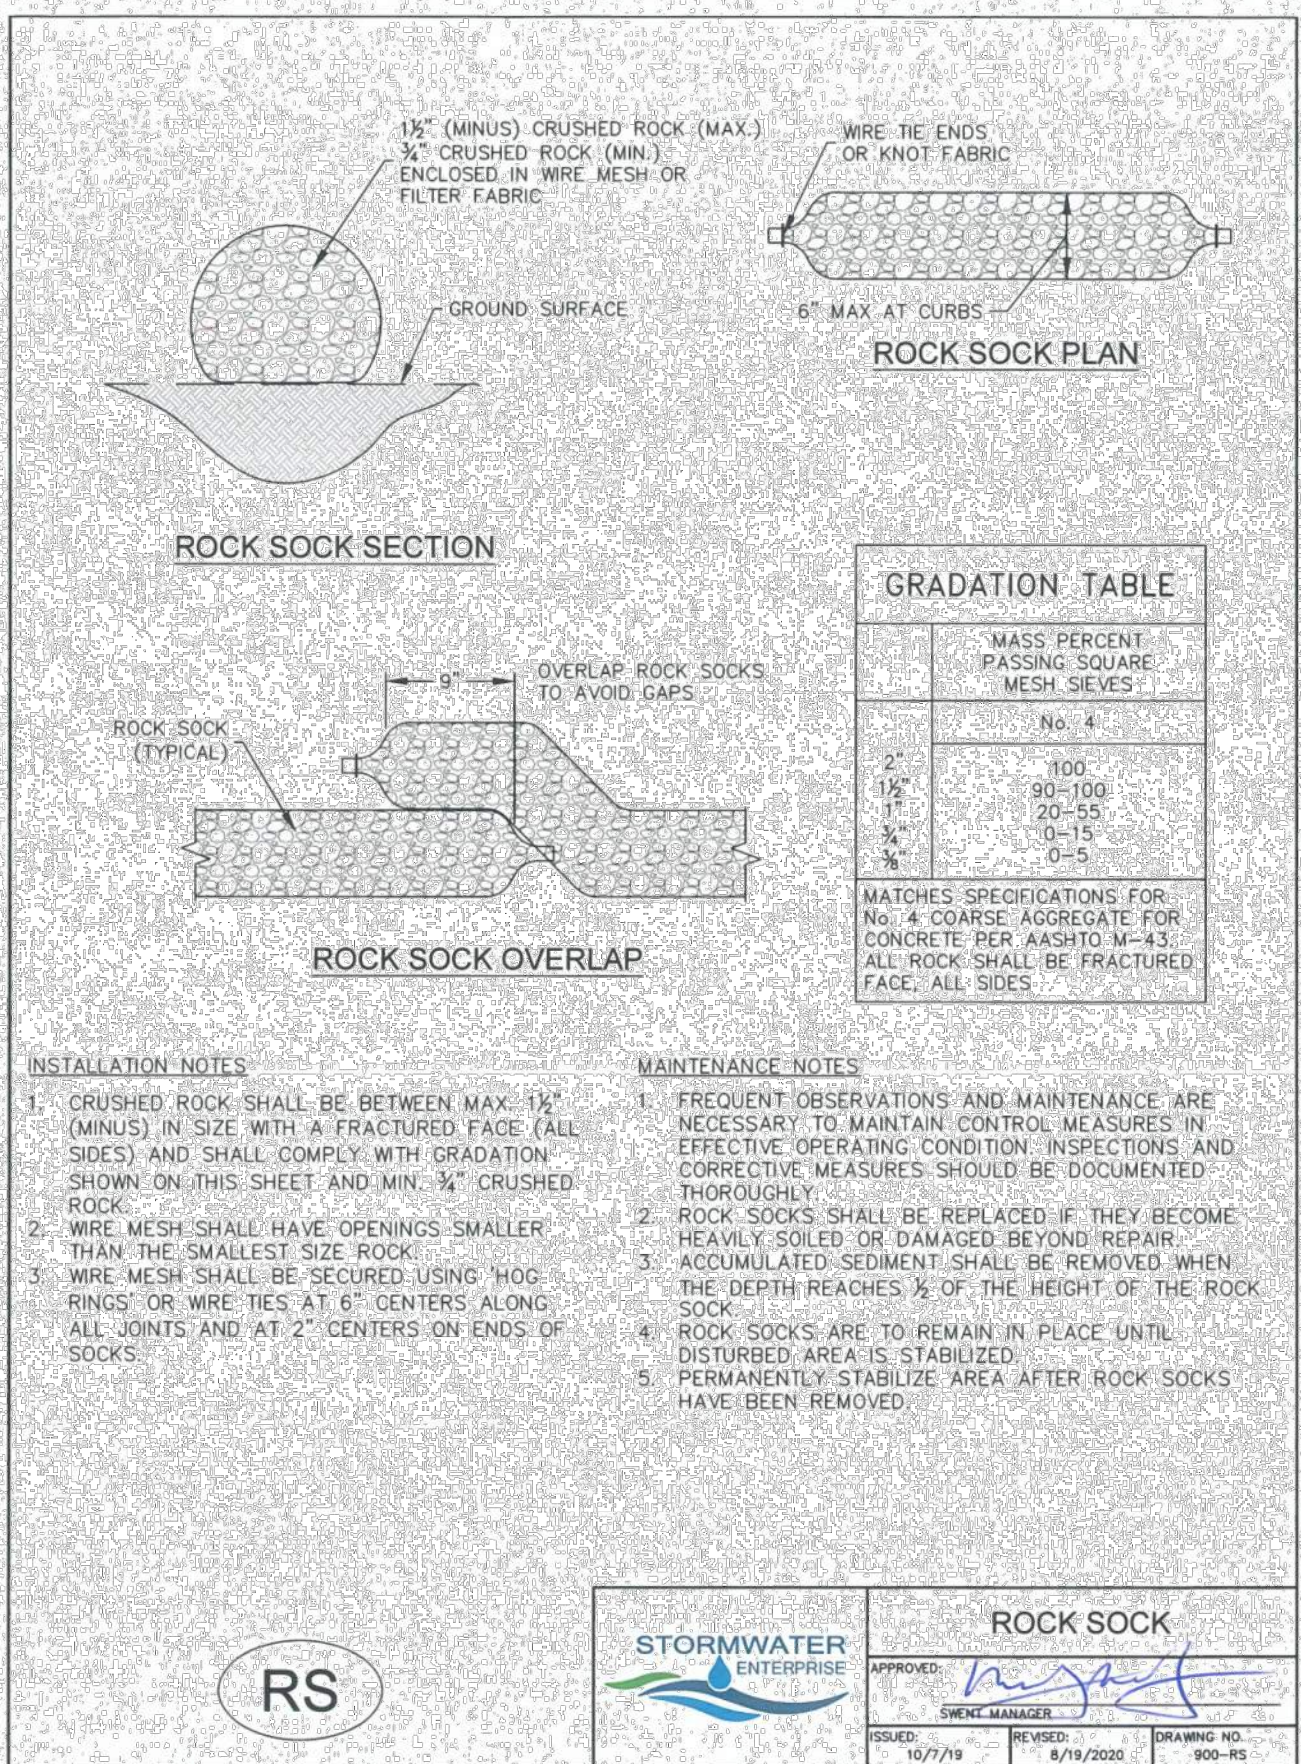 1½" (MINUS) CRUSHED ROCK (MAX.)
¾" CRUSHED ROCK (MIN.)
ENCLOSED IN WIRE MESH OR
FILTER FABRIC
GROUND SURFACE
ROCK SOCK SECTION
WIRE TIE ENDS
OR KNOT FABRIC
6" MAX AT CURBS
ROCK SOCK PLAN
9"
OVERLAP ROCK SOCKS
TO AVOID GAPS
ROCK SOCK
(TYPICAL)
ROCK SOCK OVERLAP
GRADATION TABLE
MASS PERCENT
PASSING SQUARE
MESH SIEVES
No. 4
2" 100
1½" 90-100
1" 20-55
¾" 0-15
⅜" 0-5
MATCHES SPECIFICATIONS FOR
No. 4 COARSE AGGREGATE FOR
CONCRETE PER AASHTO M-43.
ALL ROCK SHALL BE FRACTURED
FACE, ALL SIDES
INSTALLATION NOTES
1. CRUSHED ROCK SHALL BE BETWEEN MAX. 1½"
(MINUS) IN SIZE WITH A FRACTURED FACE (ALL
SIDES) AND SHALL COMPLY WITH GRADATION
SHOWN ON THIS SHEET AND MIN. ¾" CRUSHED
ROCK.
2. WIRE MESH SHALL HAVE OPENINGS SMALLER
THAN THE SMALLEST SIZE ROCK.
3. WIRE MESH SHALL BE SECURED USING 'HOG
RINGS' OR WIRE TIES AT 6" CENTERS ALONG
ALL JOINTS AND AT 2" CENTERS ON ENDS OF
SOCKS.
MAINTENANCE NOTES
1. FREQUENT OBSERVATIONS AND MAINTENANCE ARE
NECESSARY TO MAINTAIN CONTROL MEASURES IN
EFFECTIVE OPERATING CONDITION. INSPECTIONS AND
CORRECTIVE MEASURES SHOULD BE DOCUMENTED
THOROUGHLY.
2. ROCK SOCKS SHALL BE REPLACED IF THEY BECOME
HEAVILY SOILED OR DAMAGED BEYOND REPAIR.
3. ACCUMULATED SEDIMENT SHALL BE REMOVED WHEN
THE DEPTH REACHES ½ OF THE HEIGHT OF THE ROCK
SOCK.
4. ROCK SOCKS ARE TO REMAIN IN PLACE UNTIL
DISTURBED AREA IS STABILIZED.
5. PERMANENTLY STABILIZE AREA AFTER ROCK SOCKS
HAVE BEEN REMOVED.
RS
STORMWATER
ENTERPRISE
ROCK SOCK
APPROVED:
SWENT MANAGER
ISSUED: 10/7/19
REVISED: 8/19/2020
DRAWING NO. 900-RS